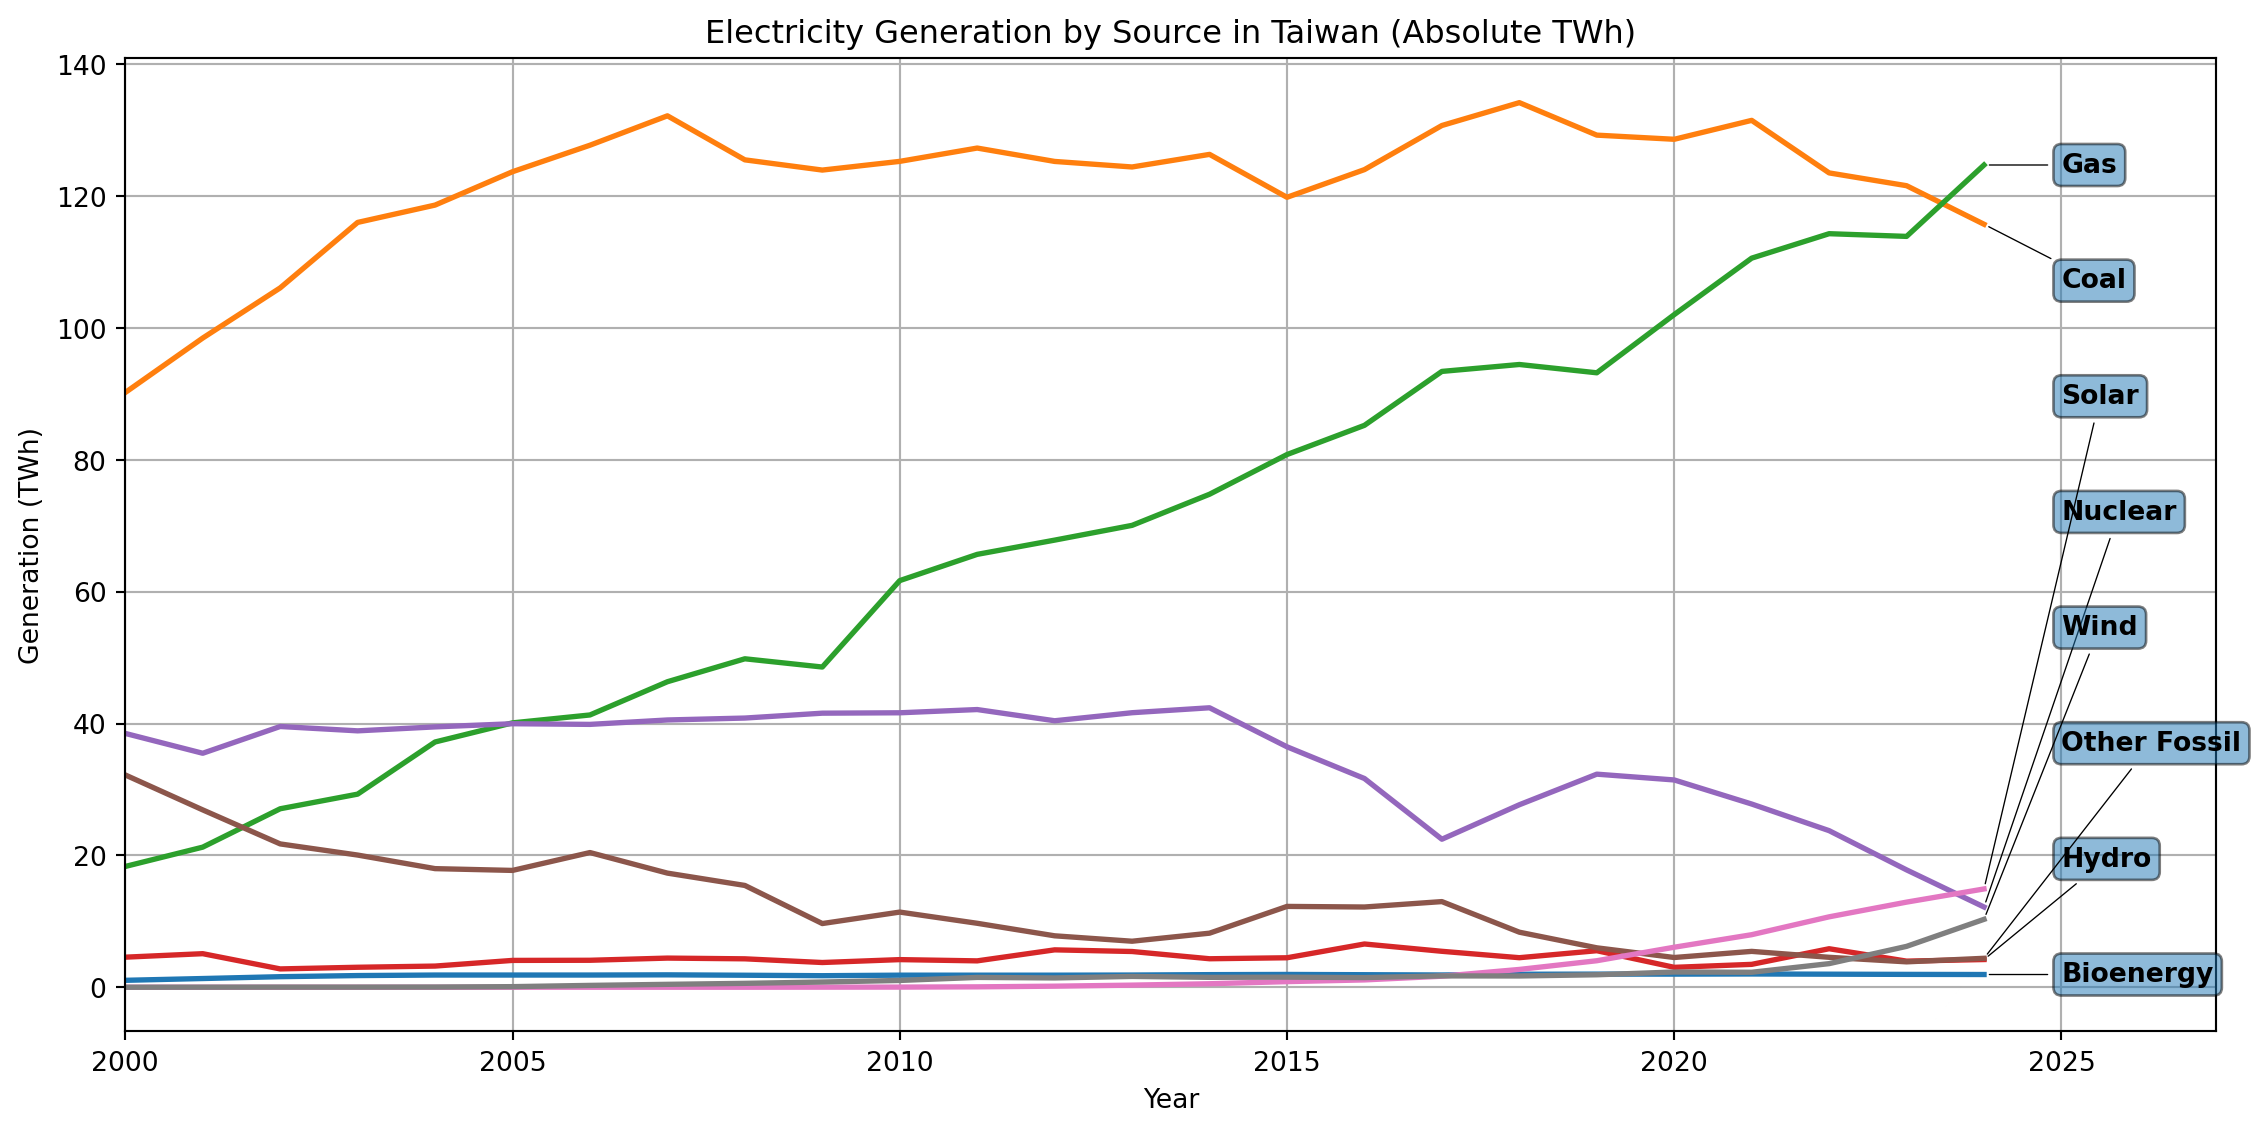 Electricity Generation by Source in Taiwan (Absolute TWh)
140
120
100
80
60
40
20
0
Generation (TWh)
Gas
Coal
Solar
Nuclear
Wind
Other Fossil
Hydro
Bioenergy
2000 2005 2010 2015 2020 2025
Year